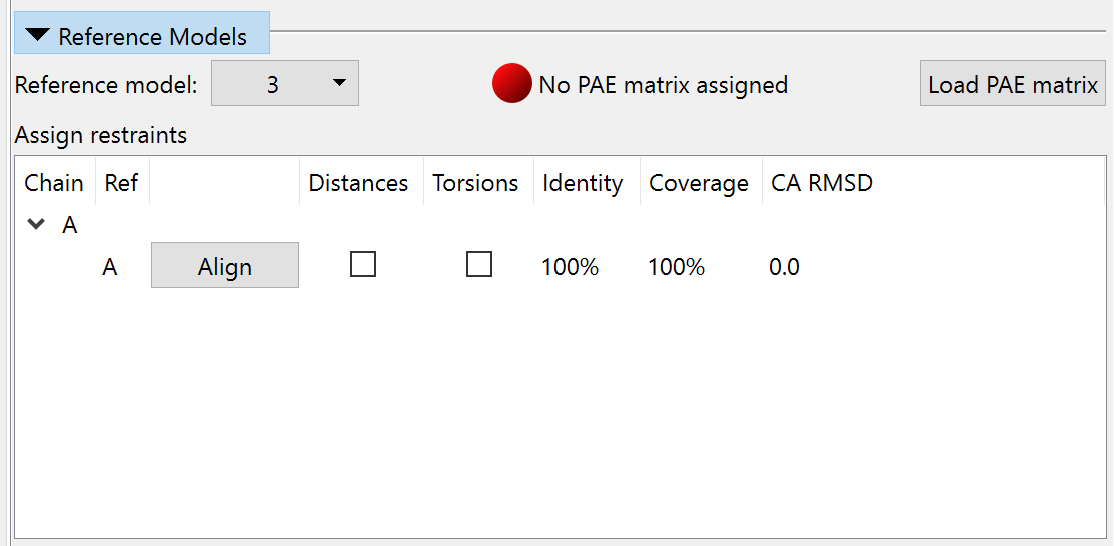 Reference Models
Reference model: 3 No PAE matrix assigned Load PAE matrix
Assign restraints
Chain Ref Distances Torsions Identity Coverage CA RMSD
A
A Align 100% 100% 0.0